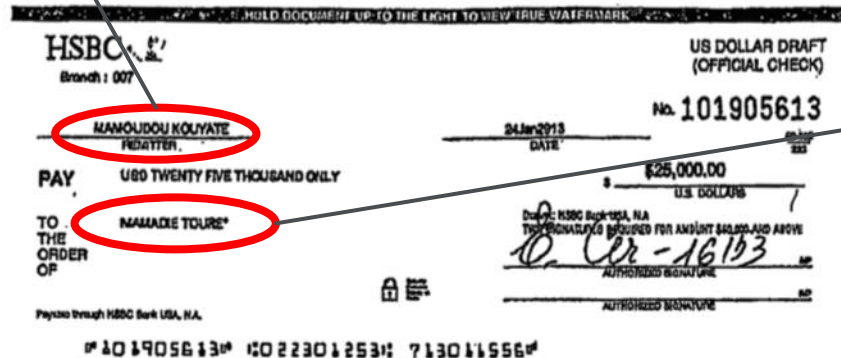 HOLD DOCUMENT UP TO THE LIGHT TO VIEW TRUE WATERMARK
HSBC
Branch : 007
US DOLLAR DRAFT
(OFFICIAL CHECK)
No. 101905613
MAMOUDOU KOUYATE
REMITTER
24Jan2013
DATE
PAY USD TWENTY FIVE THOUSAND ONLY
$ $25,000.00
U.S. DOLLARS
TO THE ORDER OF
MAMADIE TOURE*
Drawee: HSBC Bank USA, N.A
TWO SIGNATURES REQUIRED FOR AMOUNT $40,000 AND ABOVE
16153
AUTHORIZED SIGNATURE
AUTHORIZED SIGNATURE
Payable through HSBC Bank USA, N.A.
⑈101905613⑈ ⑆022301253⑆ 713011556⑈